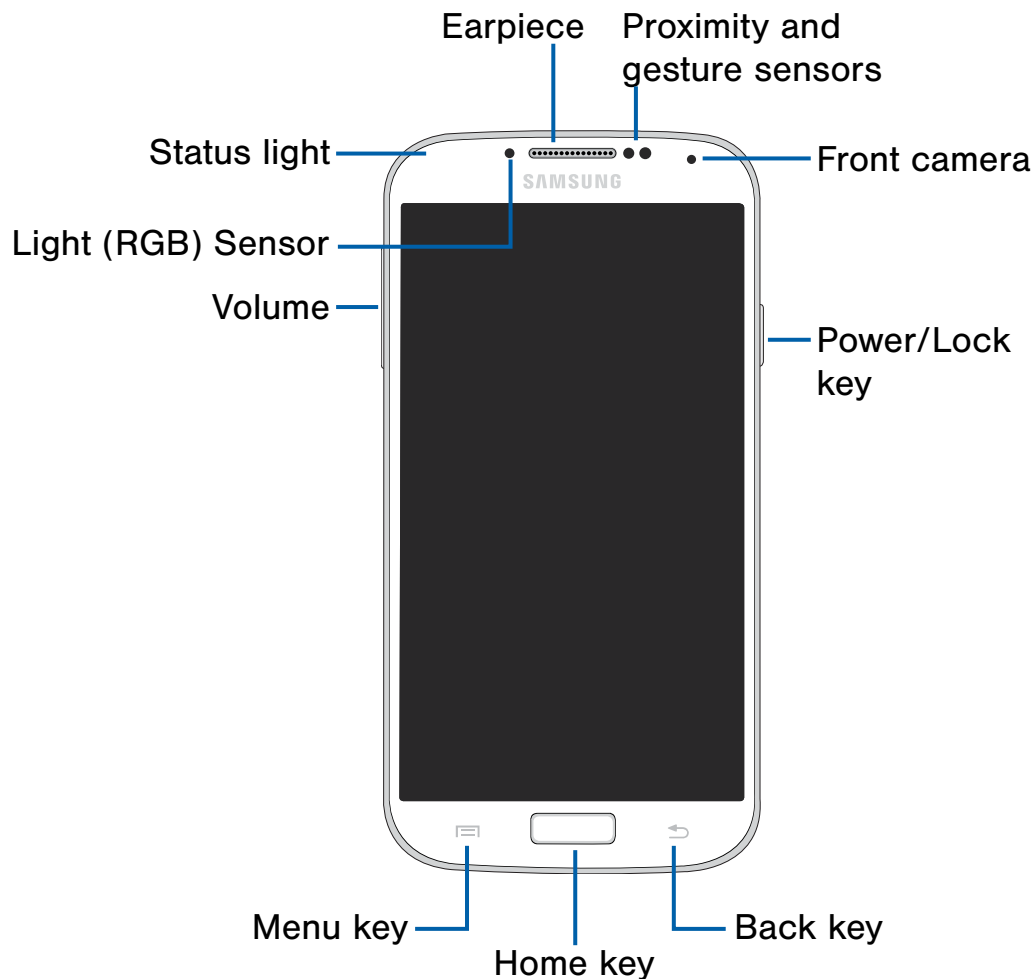 Earpiece
Proximity and
gesture sensors
Status light
Front camera
SAMSUNG
Light (RGB) Sensor
Volume
Power/Lock
key
Menu key
Back key
Home key